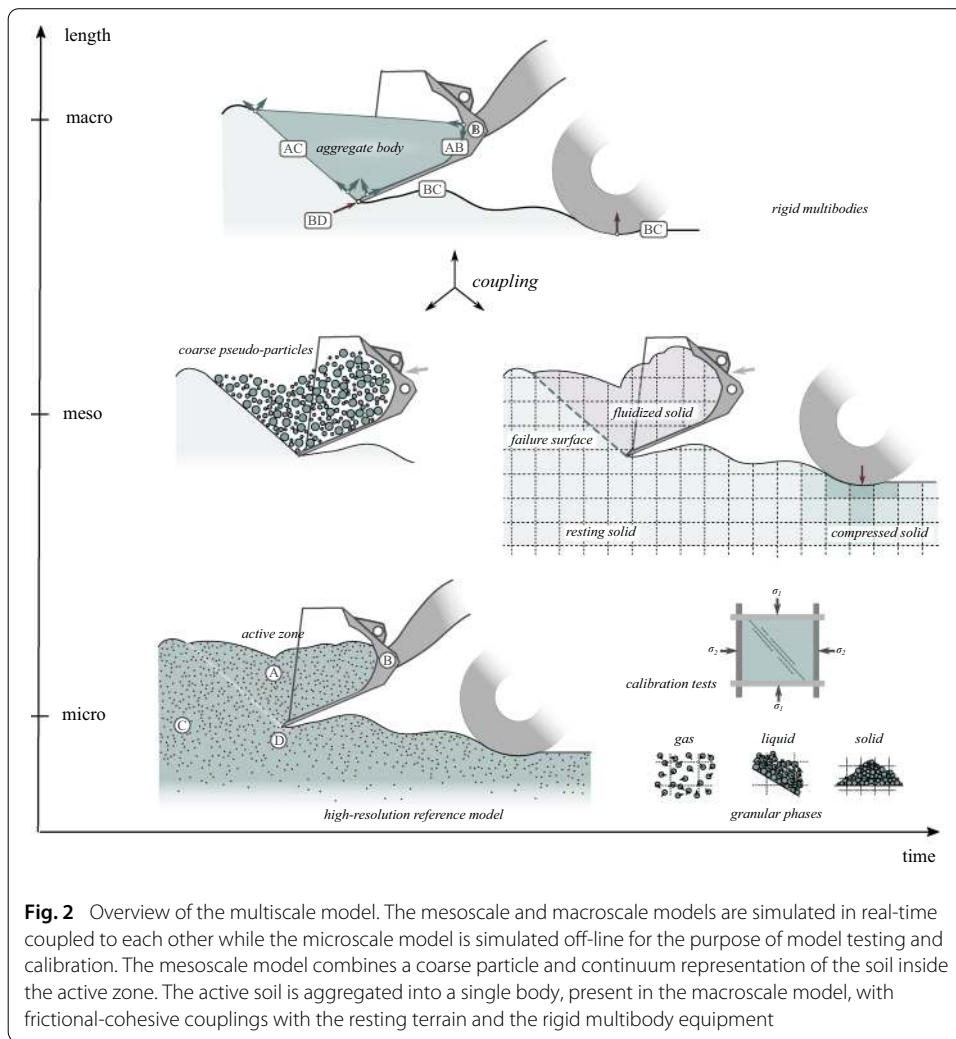 length
macro
B
AC
aggregate body
AB
BC
BD
BC
rigid multibodies
coupling
coarse pseudo-particles
meso
fluidized solid
failure surface
resting solid
compressed solid
active zone
A
B
C
D
micro
high-resolution reference model
σ1
σ2
σ2
σ1
calibration tests
gas liquid solid
granular phases
time
Fig. 2 Overview of the multiscale model. The mesoscale and macroscale models are simulated in real-time
coupled to each other while the microscale model is simulated off-line for the purpose of model testing and
calibration. The mesoscale model combines a coarse particle and continuum representation of the soil inside
the active zone. The active soil is aggregated into a single body, present in the macroscale model, with
frictional-cohesive couplings with the resting terrain and the rigid multibody equipment